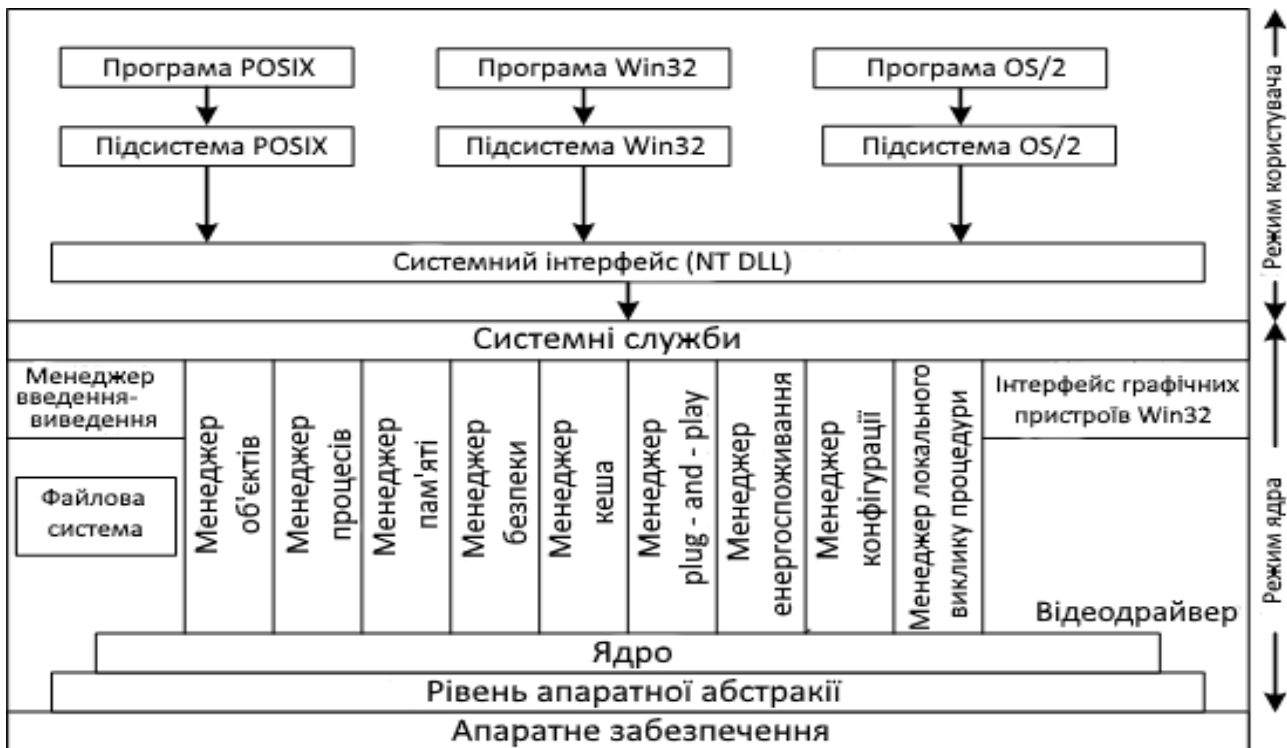 Програма POSIX
Програма Win32
Програма OS/2
Підсистема POSIX
Підсистема Win32
Підсистема OS/2
Системний інтерфейс (NT DLL)
Режим користувача
Системні служби
Менеджер
введення-
виведення
Файлова
система
Менеджер
об'єктів
Менеджер
процесів
Менеджер
пам'яті
Менеджер
безпеки
Менеджер
кеша
Менеджер
plug - and - play
Менеджер
енергоспоживання
Менеджер
конфігурації
Менеджер локального
виклику процедури
Інтерфейс графічних
пристроїв Win32
Відеодрайвер
Режим ядра
Ядро
Рівень апаратної абстракії
Апаратне забезпечення